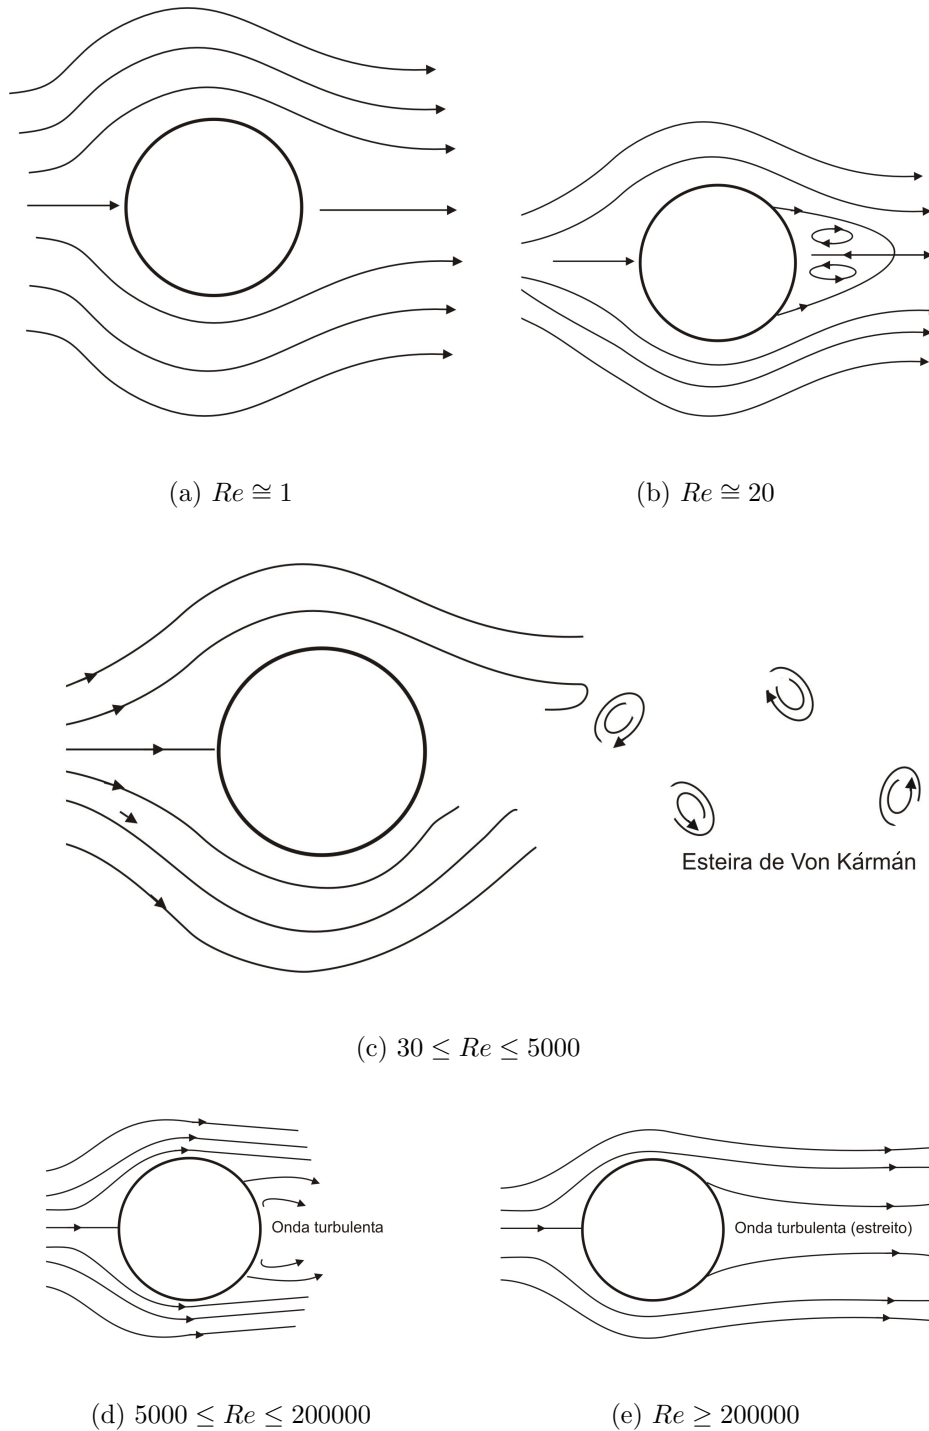 (a) Re ≅ 1
(b) Re ≅ 20
Esteira de Von Kármán
(c) 30 ≤ Re ≤ 5000
Onda turbulenta
Onda turbulenta (estreito)
(d) 5000 ≤ Re ≤ 200000
(e) Re ≥ 200000